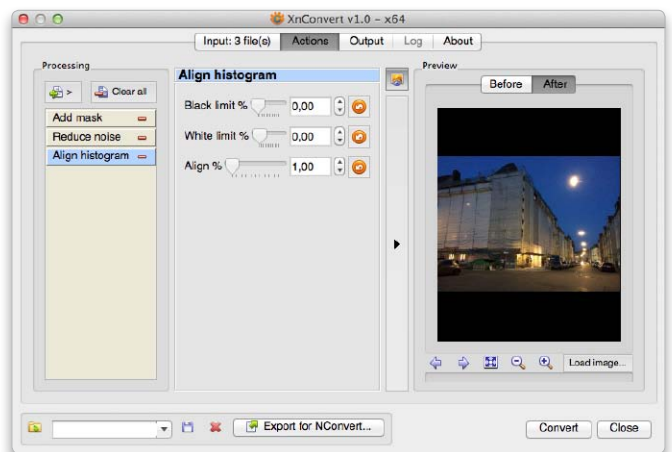 XnConvert v1.0 – x64
Input: 3 file(s) Actions Output Log About
Processing
> Clear all
Add mask
Reduce noise
Align histogram
Align histogram
Black limit % 0,00
White limit % 0,00
Align % 1,00
Preview
Before After
Load image...
Export for NConvert...
Convert Close